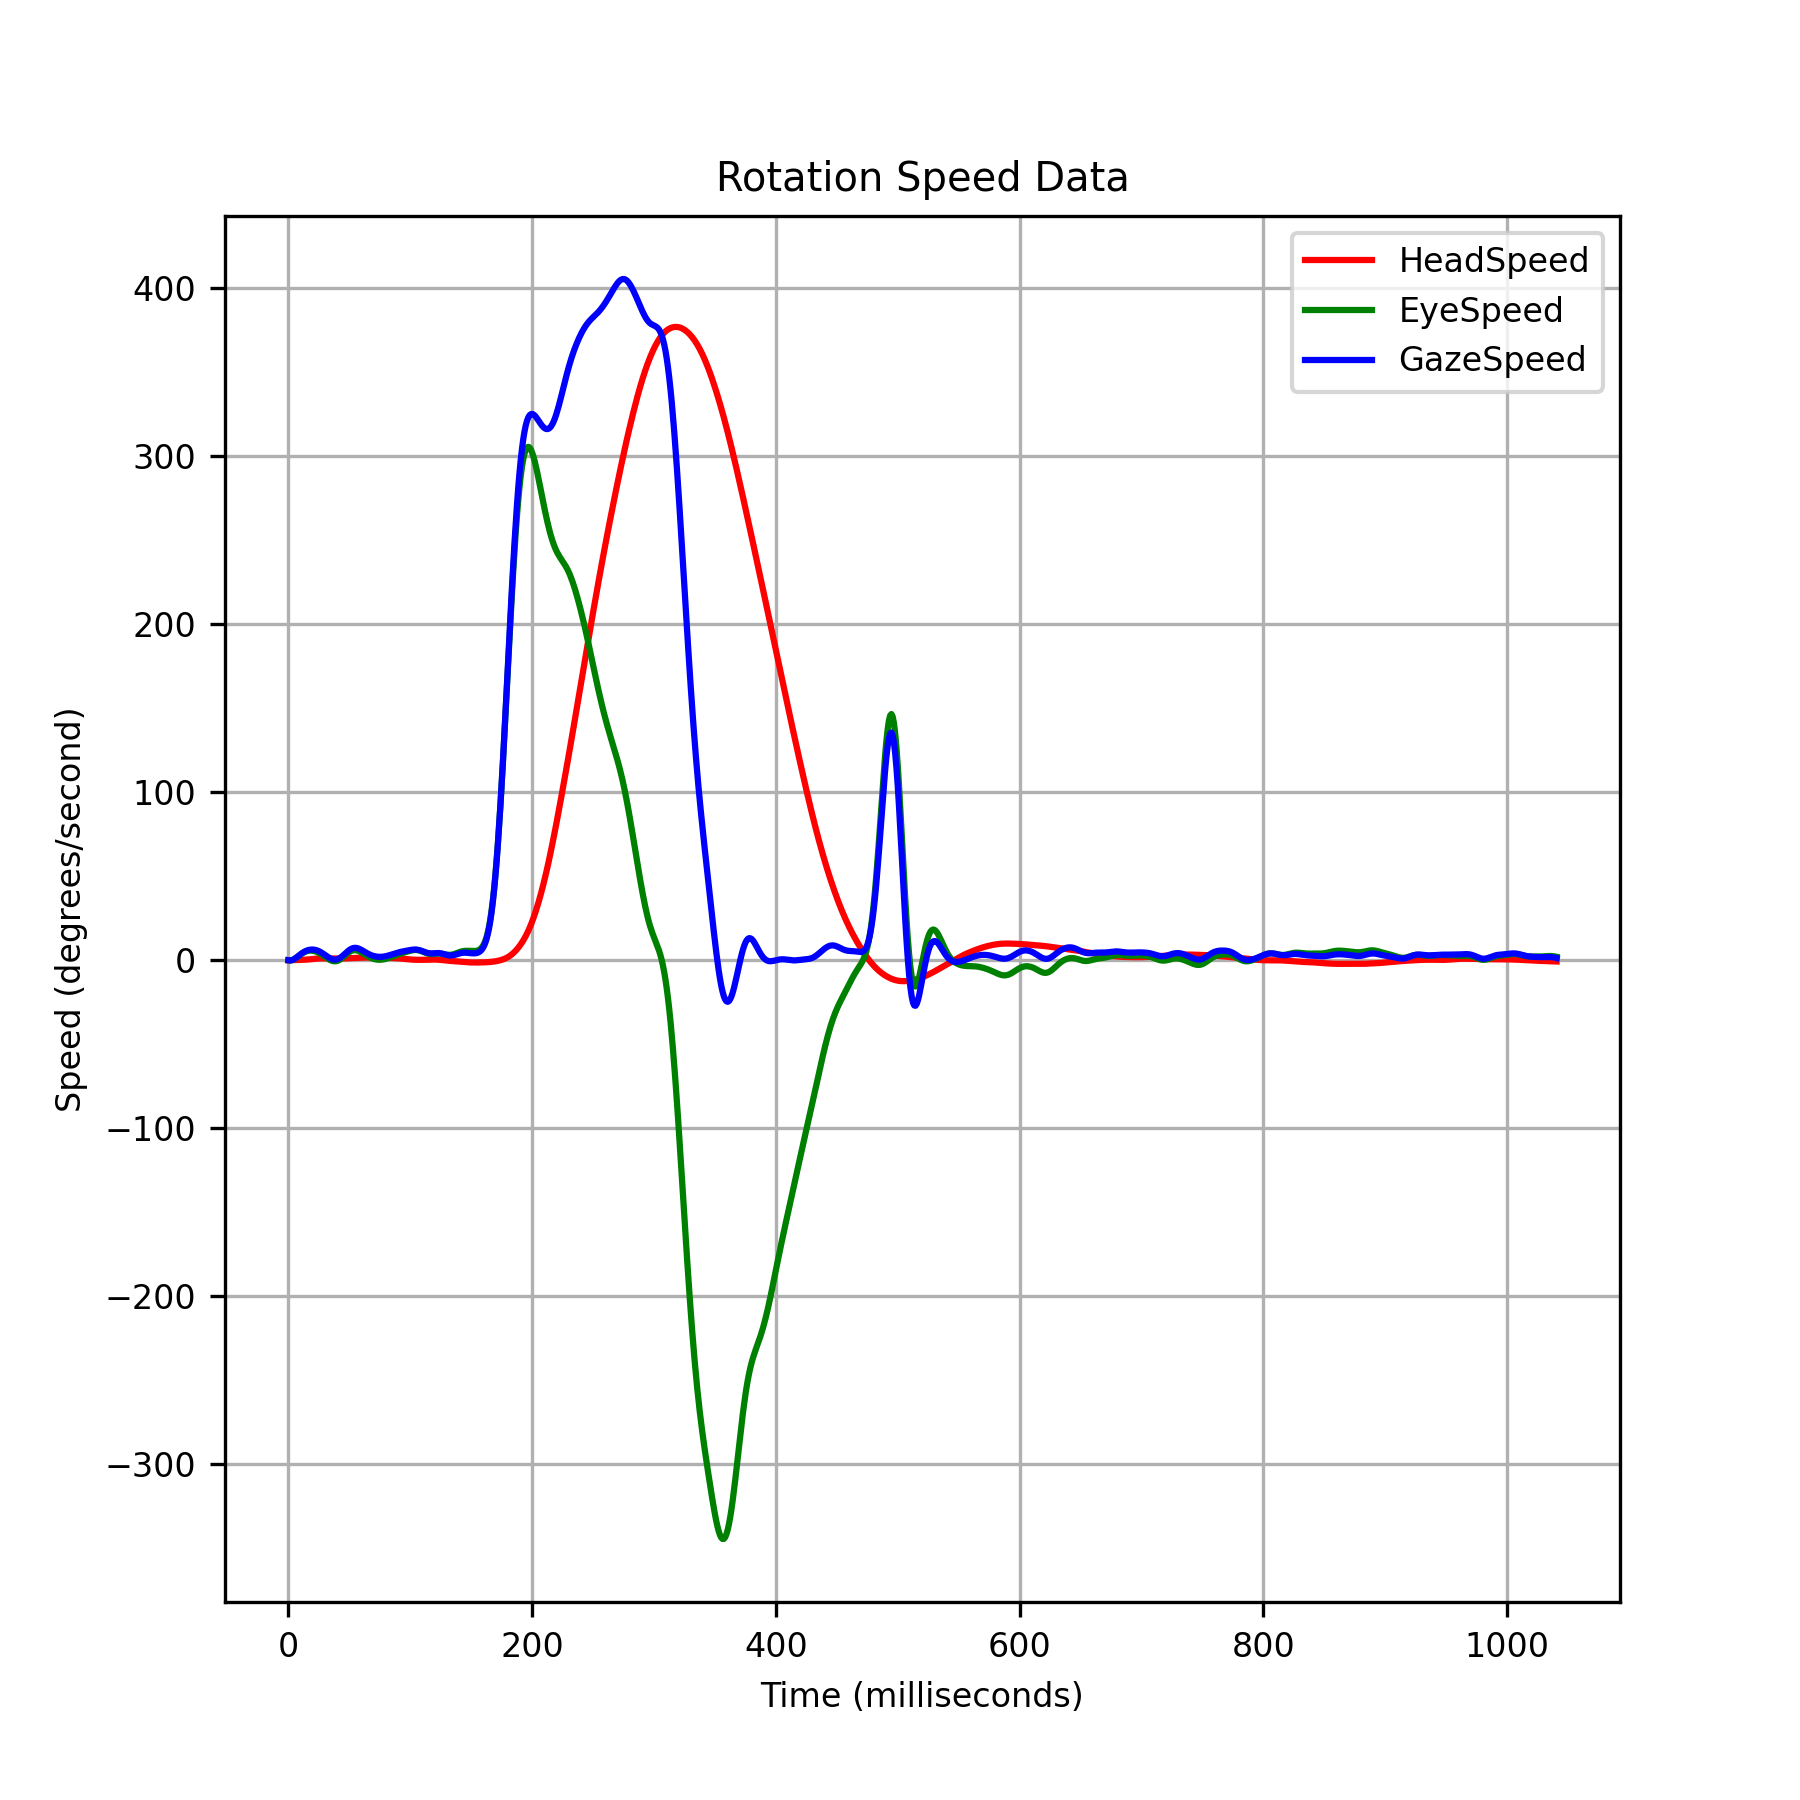 Rotation Speed Data
HeadSpeed
EyeSpeed
GazeSpeed
400
300
200
100
0
−100
−200
−300
Speed (degrees/second)
0 200 400 600 800 1000
Time (milliseconds)